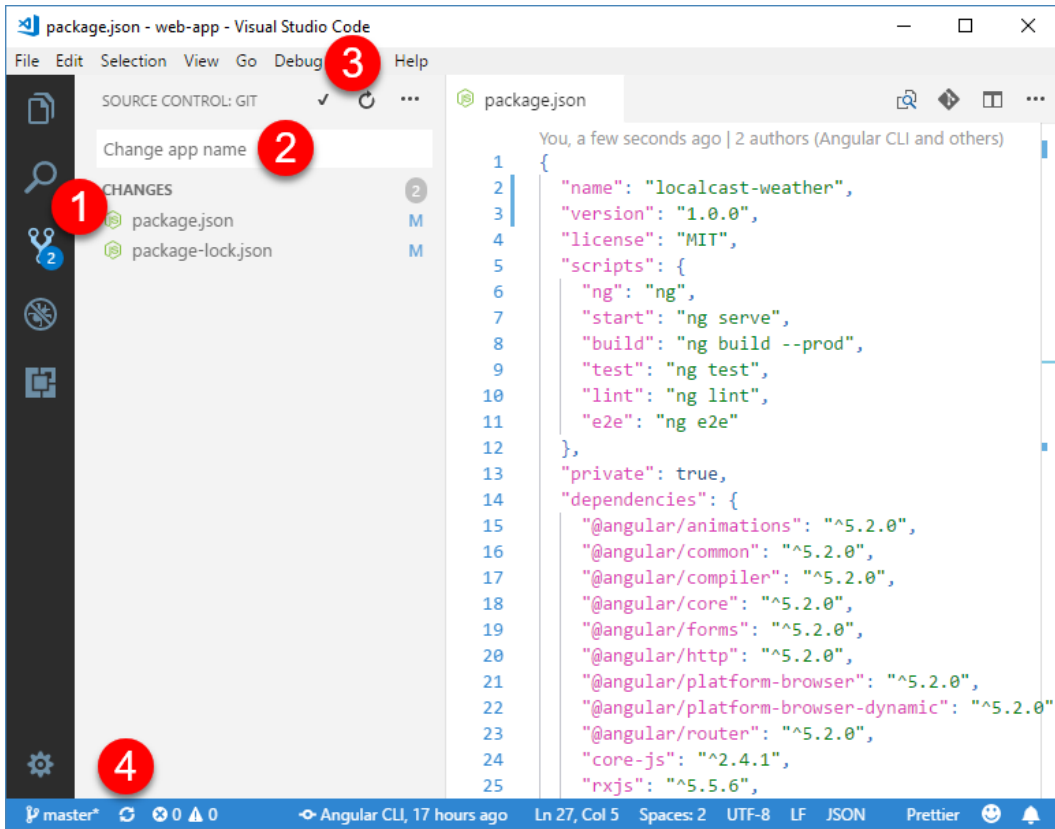 package.json - web-app - Visual Studio Code
File Edit Selection View Go Debug Help
3
SOURCE CONTROL: GIT
Change app name
2
CHANGES
2
1
package.json M
package-lock.json M
2
4
package.json
You, a few seconds ago | 2 authors (Angular CLI and others)
1 {
2 "name": "localcast-weather",
3 "version": "1.0.0",
4 "license": "MIT",
5 "scripts": {
6 "ng": "ng",
7 "start": "ng serve",
8 "build": "ng build --prod",
9 "test": "ng test",
10 "lint": "ng lint",
11 "e2e": "ng e2e"
12 },
13 "private": true,
14 "dependencies": {
15 "@angular/animations": "^5.2.0",
16 "@angular/common": "^5.2.0",
17 "@angular/compiler": "^5.2.0",
18 "@angular/core": "^5.2.0",
19 "@angular/forms": "^5.2.0",
20 "@angular/http": "^5.2.0",
21 "@angular/platform-browser": "^5.2.0",
22 "@angular/platform-browser-dynamic": "^5.2.0"
23 "@angular/router": "^5.2.0",
24 "core-js": "^2.4.1",
25 "rxjs": "^5.5.6",
master* 0 0 Angular CLI, 17 hours ago Ln 27, Col 5 Spaces: 2 UTF-8 LF JSON Prettier